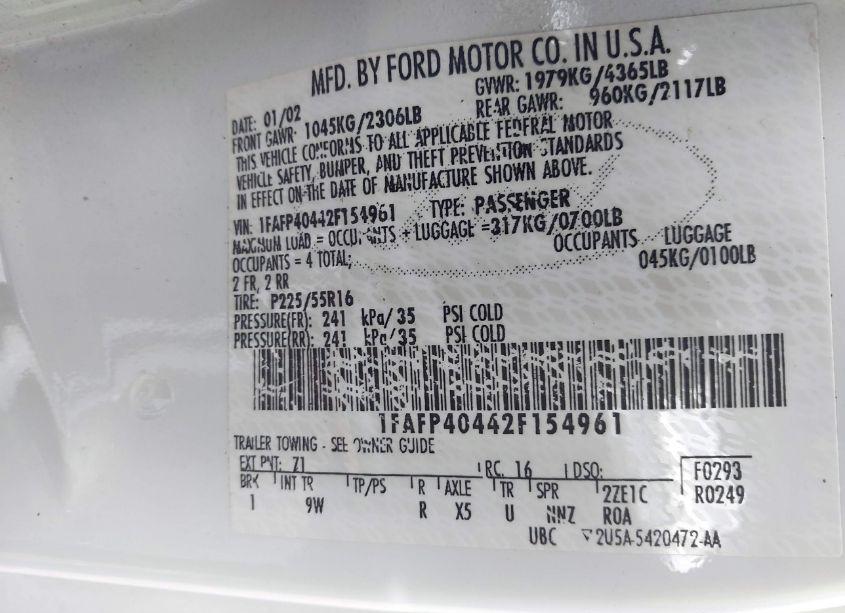 MFD. BY FORD MOTOR CO. IN U.S.A.
DATE: 01/02 GVWR: 1979KG/4365LB
FRONT GAWR: 1045KG/2306LB REAR GAWR: 960KG/2117LB
THIS VEHICLE CONFORMS TO ALL APPLICABLE FEDERAL MOTOR
VEHICLE SAFETY, BUMPER, AND THEFT PREVENTION STANDARDS
IN EFFECT ON THE DATE OF MANUFACTURE SHOWN ABOVE.
VIN: 1FAFP40442F154961 TYPE: PASSENGER
MAXIMUM LOAD = OCCUPANTS + LUGGAGE =317KG/0700LB
OCCUPANTS = 4 TOTAL; OCCUPANTS LUGGAGE
2 FR, 2 RR 045KG/0100LB
TIRE: P225/55R16
PRESSURE(FR): 241 kPa/35 PSI COLD
PRESSURE(RR): 241 kPa/35 PSI COLD
1FAFP40442F154961
TRAILER TOWING - SEE OWNER GUIDE
EXT PNT: Z1 RC: 16 DSO: F0293
BRK INT TR TP/PS R AXLE TR SPR 2ZE1C R0249
1 9W R X5 U NNZ ROA
UBC 2U5A-5420472-AA